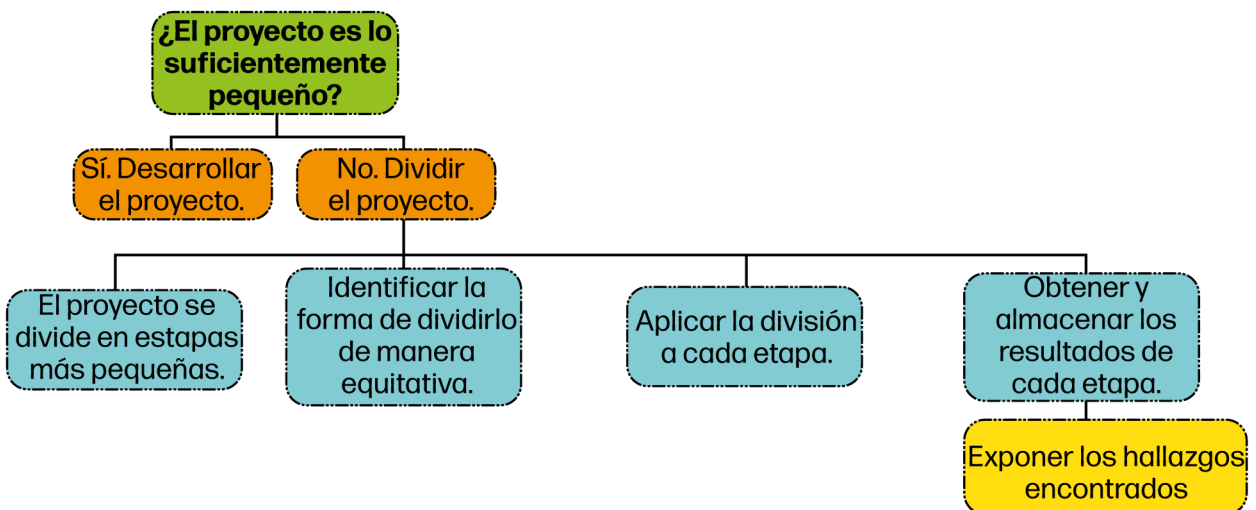 ¿El proyecto es lo
suficientemente
pequeño?
Sí. Desarrollar
el proyecto.
No. Dividir
el proyecto.
El proyecto se
divide en estapas
más pequeñas.
Identificar la
forma de dividirlo
de manera
equitativa.
Aplicar la división
a cada etapa.
Obtener y
almacenar los
resultados de
cada etapa.
Exponer los hallazgos
encontrados